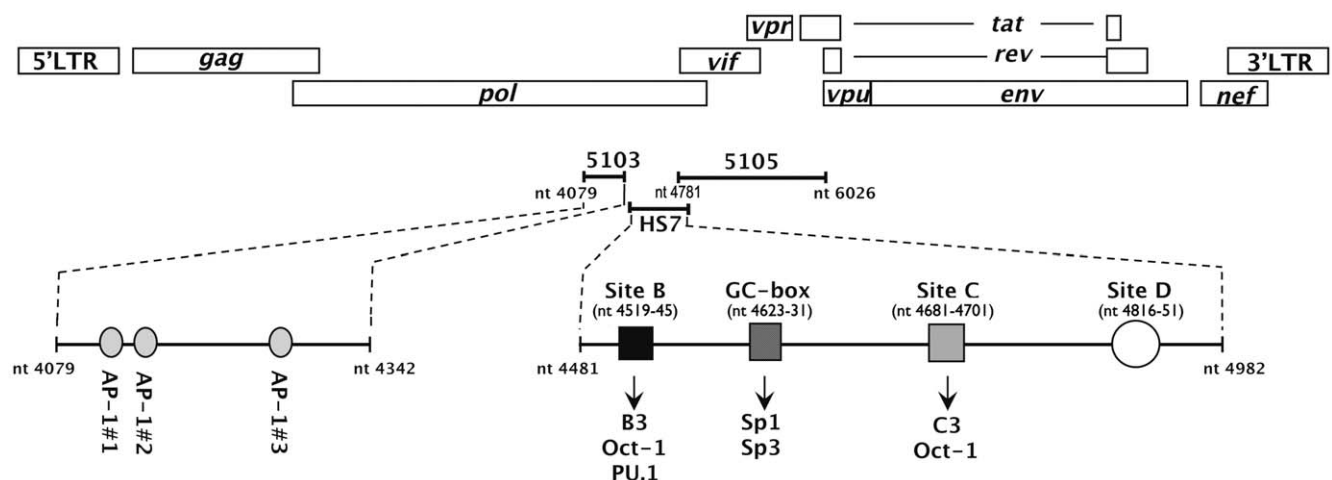 vpr
tat
5'LTR
gag
vif
rev
3'LTR
pol
vpu
env
nef
5103
5105
nt 4079
nt 4781
nt 6026
HS7
Site B
GC-box
Site C
Site D
(nt 4519-45)
(nt 4623-31)
(nt 4681-4701)
(nt 4816-51)
nt 4079
nt 4342
nt 4481
nt 4982
AP-1#1
AP-1#2
AP-1#3
B3
Oct-1
PU.1
Sp1
Sp3
C3
Oct-1